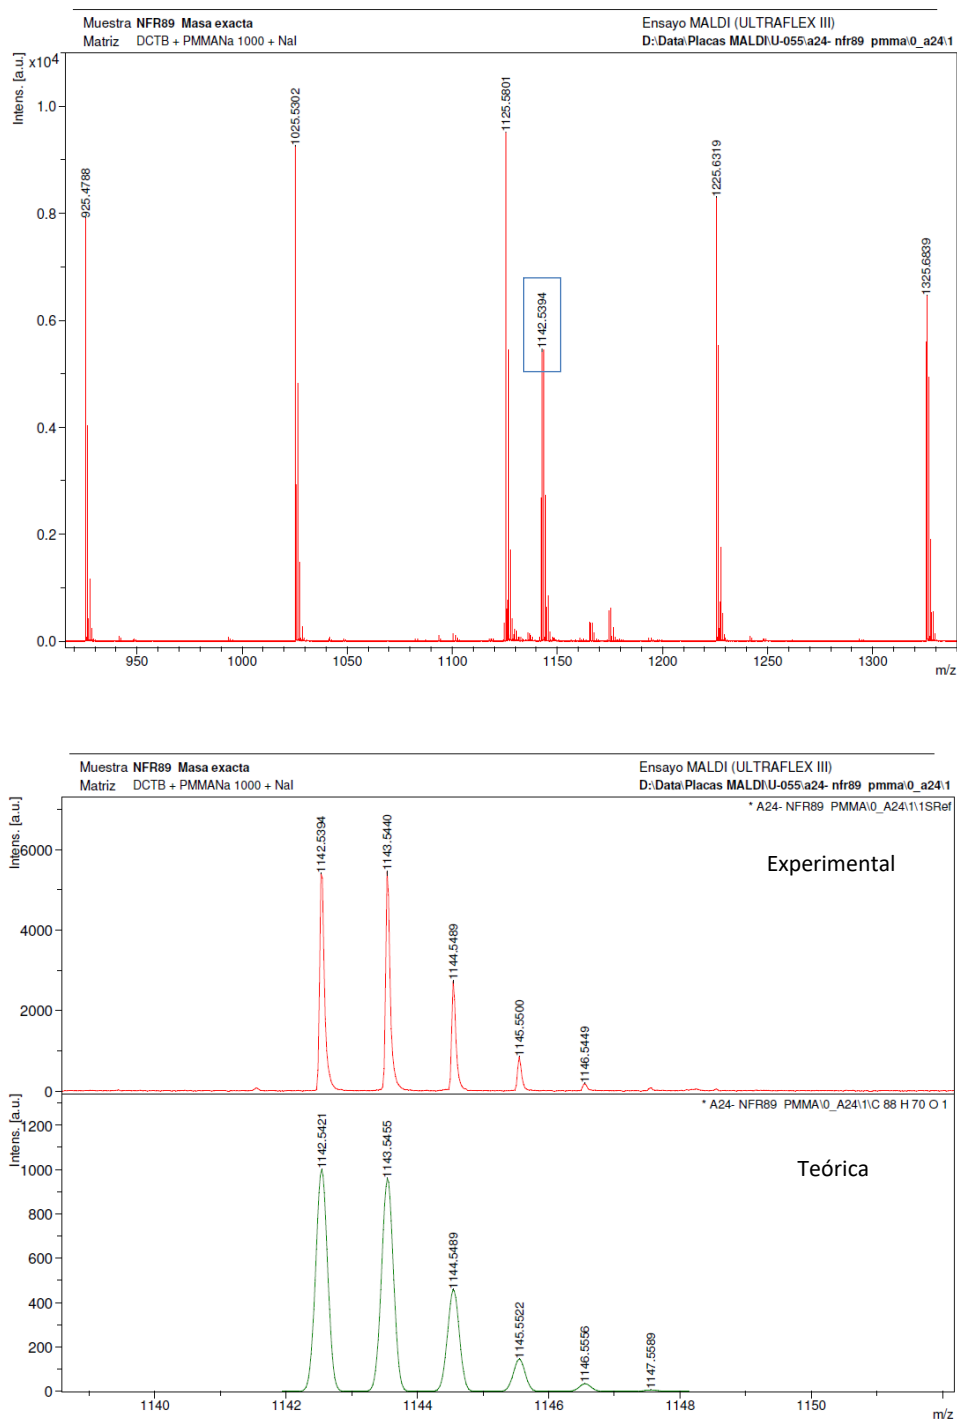 Muestra NFR89 Masa exacta
Ensayo MALDI (ULTRAFLEX III)
Matriz DCTB + PMMANa 1000 + NaI
D:\Data\Placas MALDI\U-055\a24- nfr89 pmma\0_a24\1
Intens. [a.u.]
x10⁴
1.0
0.8
0.6
0.4
0.2
0.0
925.4788
1025.5302
1125.5801
1142.5394
1225.6319
1325.6839
950
1000
1050
1100
1150
1200
1250
1300
m/z
Muestra NFR89 Masa exacta
Ensayo MALDI (ULTRAFLEX III)
Matriz DCTB + PMMANa 1000 + NaI
D:\Data\Placas MALDI\U-055\a24- nfr89 pmma\0_a24\1
* A24- NFR89 PMMA\0_A24\1\1SRef
Intens. [a.u.]
Experimental
6000
4000
2000
0
1142.5394
1143.5440
1144.5489
1145.5500
1146.5449
* A24- NFR89 PMMA\0_A24\1\C 88 H 70 O 1
Intens. [a.u.]
Teórica
1200
1000
800
600
400
200
0
1142.5421
1143.5455
1144.5489
1145.5522
1146.5556
1147.5589
1140
1142
1144
1146
1148
1150
m/z